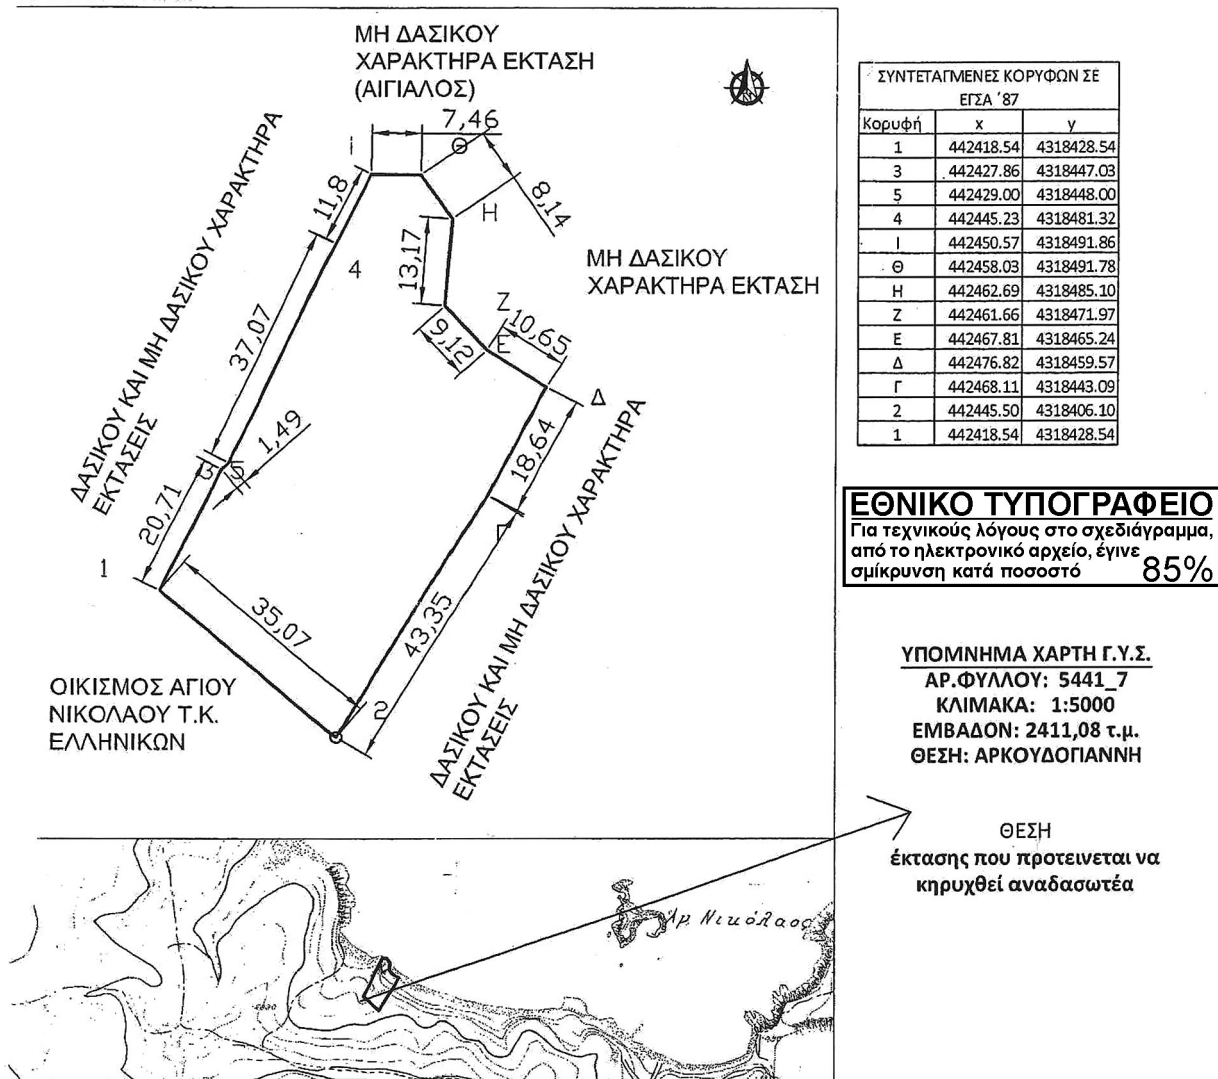 ΜΗ ΔΑΣΙΚΟΥ
ΧΑΡΑΚΤΗΡΑ ΕΚΤΑΣΗ
(ΑΙΓΙΑΛΟΣ)
7,46
Θ
Ι
11,8
8,14
Η
13,17
4
ΜΗ ΔΑΣΙΚΟΥ
ΧΑΡΑΚΤΗΡΑ ΕΚΤΑΣΗ
Ζ
10,65
9,12
Ε
37,07
Δ
ΔΑΣΙΚΟΥ ΚΑΙ ΜΗ ΔΑΣΙΚΟΥ ΧΑΡΑΚΤΗΡΑ
ΕΚΤΑΣΕΙΣ
1,49
3
5
18,64
Γ
20,71
1
35,07
43,35
2
ΔΑΣΙΚΟΥ ΚΑΙ ΜΗ ΔΑΣΙΚΟΥ ΧΑΡΑΚΤΗΡΑ
ΕΚΤΑΣΕΙΣ
ΟΙΚΙΣΜΟΣ ΑΓΙΟΥ
ΝΙΚΟΛΑΟΥ Τ.Κ.
ΕΛΛΗΝΙΚΩΝ
ΣΥΝΤΕΤΑΓΜΕΝΕΣ ΚΟΡΥΦΩΝ ΣΕ
ΕΓΣΑ ΄87
Κορυφή x y
1 442418.54 4318428.54
3 442427.86 4318447.03
5 442429.00 4318448.00
4 442445.23 4318481.32
Ι 442450.57 4318491.86
Θ 442458.03 4318491.78
Η 442462.69 4318485.10
Ζ 442461.66 4318471.97
Ε 442467.81 4318465.24
Δ 442476.82 4318459.57
Γ 442468.11 4318443.09
2 442445.50 4318406.10
1 442418.54 4318428.54
ΕΘΝΙΚΟ ΤΥΠΟΓΡΑΦΕΙΟ
Για τεχνικούς λόγους στο σχεδιάγραμμα,
από το ηλεκτρονικό αρχείο, έγινε
σμίκρυνση κατά ποσοστό 85%
ΥΠΟΜΝΗΜΑ ΧΑΡΤΗ Γ.Υ.Σ.
ΑΡ.ΦΥΛΛΟΥ: 5441_7
ΚΛΙΜΑΚΑ: 1:5000
ΕΜΒΑΔΟΝ: 2411,08 τ.μ.
ΘΕΣΗ: ΑΡΚΟΥΔΟΓΙΑΝΝΗ
ΘΕΣΗ
έκτασης που προτεινεται να
κηρυχθεί αναδασωτέα
Νικόλαος